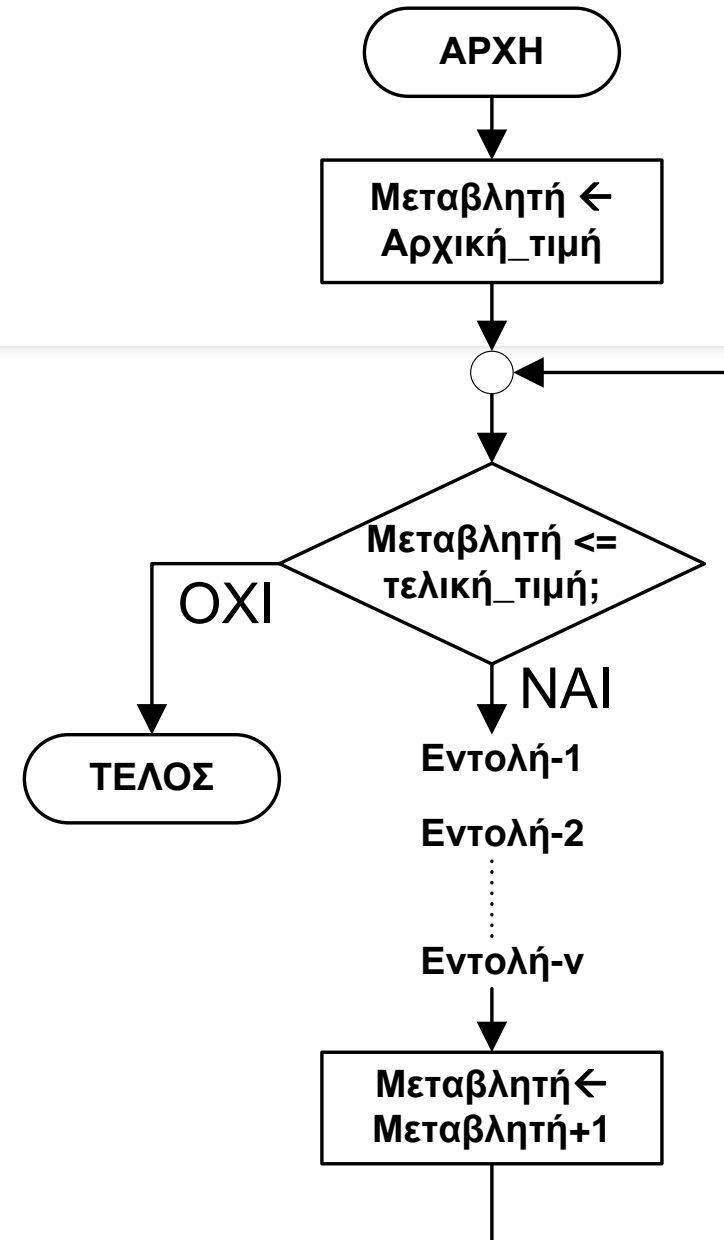 ΑΡΧΗ
Μεταβλητή ←
Αρχική_τιμή
Μεταβλητή <=
τελική_τιμή;
ΟΧΙ
ΝΑΙ
ΤΕΛΟΣ
Εντολή-1
Εντολή-2
Εντολή-ν
Μεταβλητή←
Μεταβλητή+1